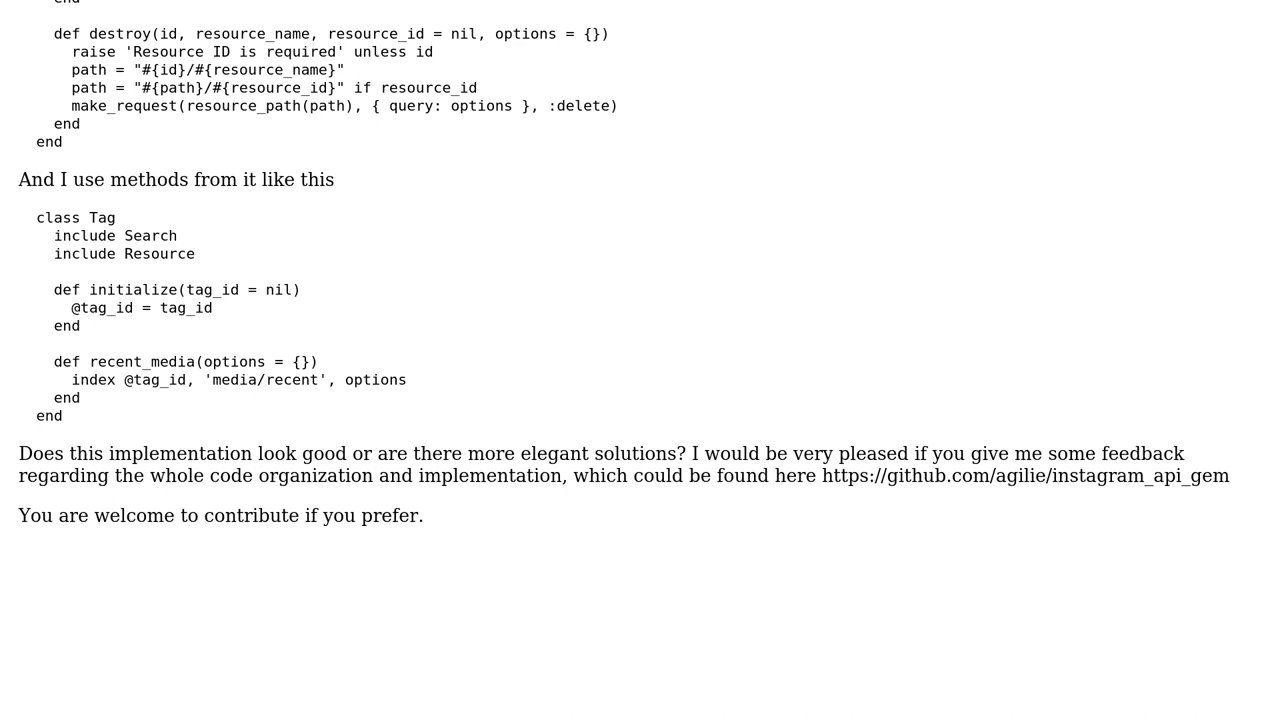 end
def destroy(id, resource_name, resource_id = nil, options = {})
raise 'Resource ID is required' unless id
path = "#{id}/#{resource_name}"
path = "#{path}/#{resource_id}" if resource_id
make_request(resource_path(path), { query: options }, :delete)
end
end
And I use methods from it like this
class Tag
include Search
include Resource
def initialize(tag_id = nil)
@tag_id = tag_id
end
def recent_media(options = {})
index @tag_id, 'media/recent', options
end
end
Does this implementation look good or are there more elegant solutions? I would be very pleased if you give me some feedback
regarding the whole code organization and implementation, which could be found here https://github.com/agilie/instagram_api_gem
You are welcome to contribute if you prefer.